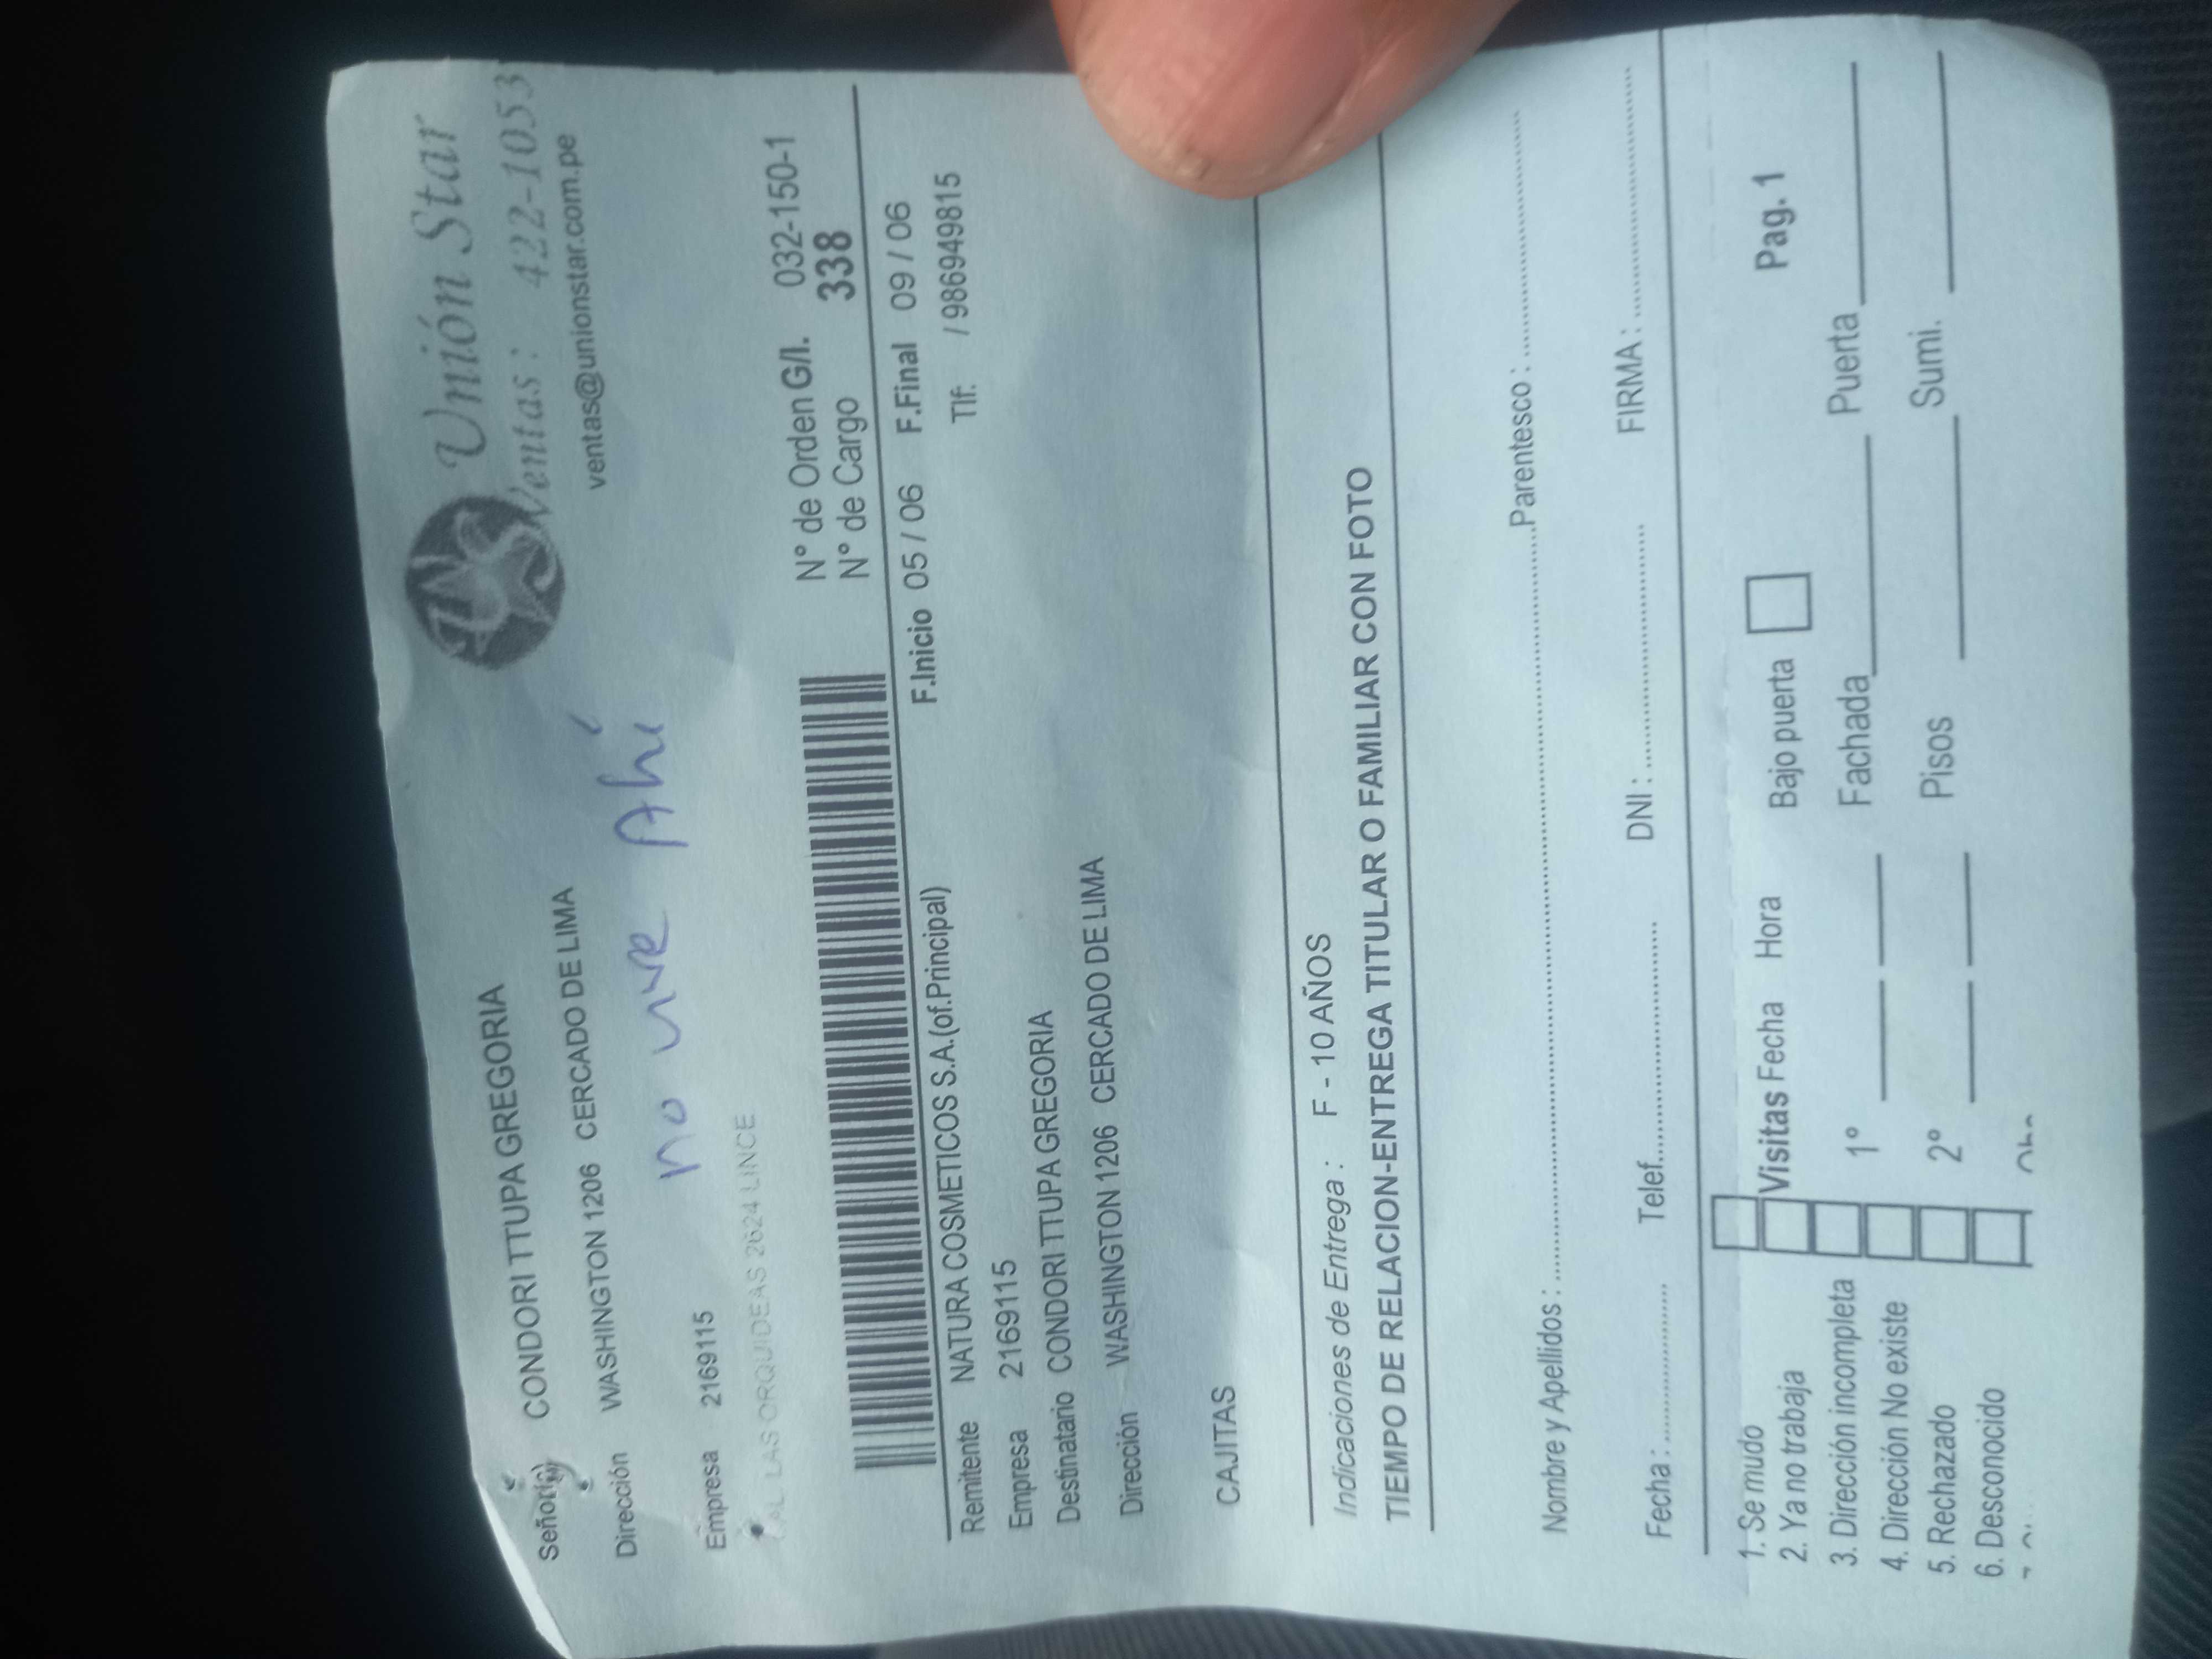 Unión Star
Ventas: 422-1053
ventas@unionstar.com.pe
Señor(s) CONDORI TTUPA GREGORIA
Dirección WASHINGTON 1206 CERCADO DE LIMA
no vive Ahí
Empresa 2169115
CAL LAS ORQUIDEAS 2624 LINCE
N° de Orden G/I. 032-150-1
N° de Cargo 338
F.Inicio 05 / 06 F.Final 09 / 06
Remitente NATURA COSMETICOS S.A.(of.Principal) Tlf. / 986949815
Empresa 2169115
Destinatario CONDORI TTUPA GREGORIA
Dirección WASHINGTON 1206 CERCADO DE LIMA
CAJITAS
Indicaciones de Entrega : F - 10 AÑOS
TIEMPO DE RELACION-ENTREGA TITULAR O FAMILIAR CON FOTO
Nombre y Apellidos : Parentesco :
Fecha : Telef. DNI : FIRMA :
1. Se mudo
2. Ya no trabaja Visitas Fecha Hora Bajo puerta Pag. 1
3. Dirección incompleta 1° Fachada Puerta
4. Dirección No existe
5. Rechazado 2° Pisos Sumi.
6. Desconocido